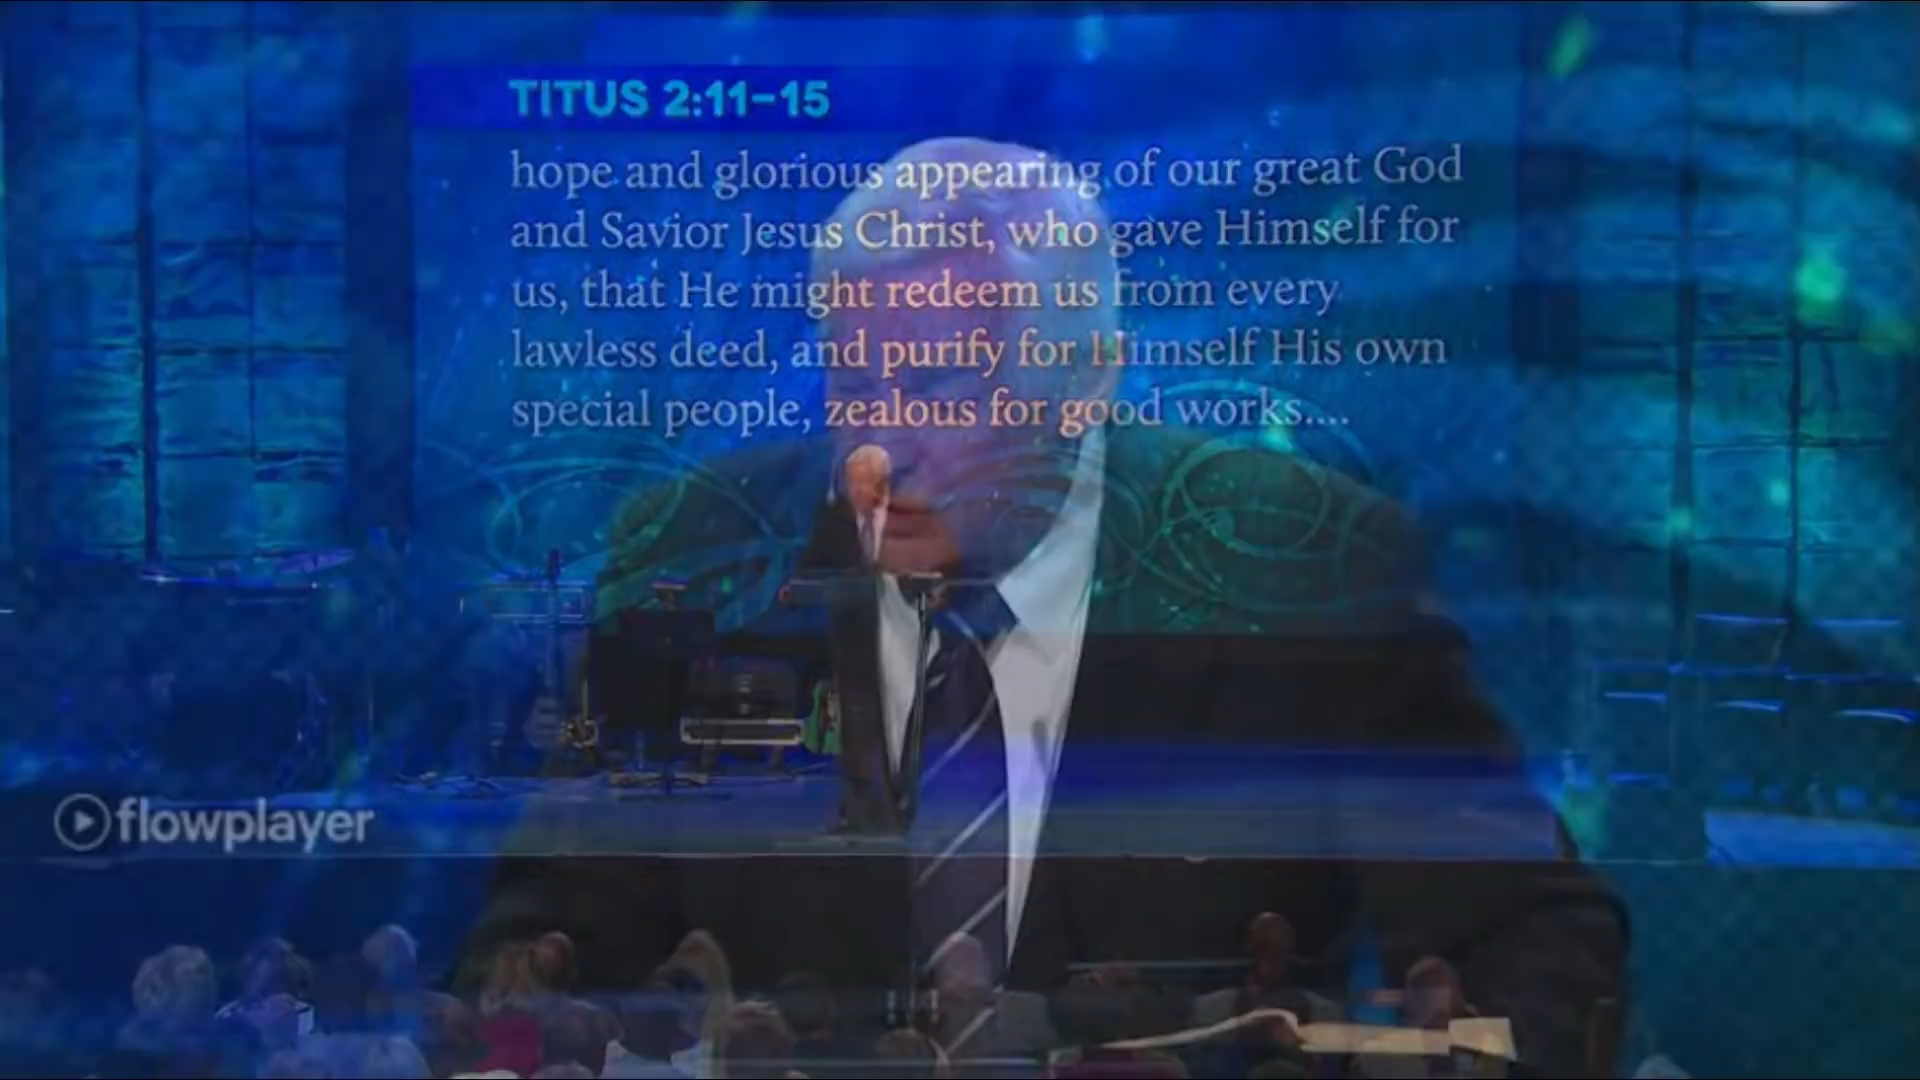 TITUS 2:11-15
hope and glorious appearing of our great God
and Savior Jesus Christ, who gave Himself for
us, that He might redeem us from every
lawless deed, and purify for Himself His own
special people, zealous for good works....
flowplayer